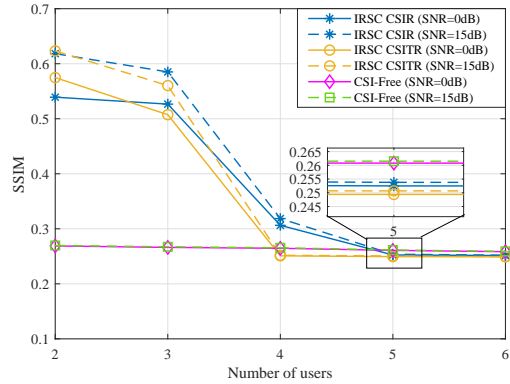 IRSC CSIR (SNR=0dB)
IRSC CSIR (SNR=15dB)
IRSC CSITR (SNR=0dB)
IRSC CSITR (SNR=15dB)
CSI-Free (SNR=0dB)
CSI-Free (SNR=15dB)
0.7
0.6
0.5
0.4
0.3
0.2
0.1
SSIM
0.265
0.26
0.255
0.25
0.245
5
2
3
4
5
6
Number of users